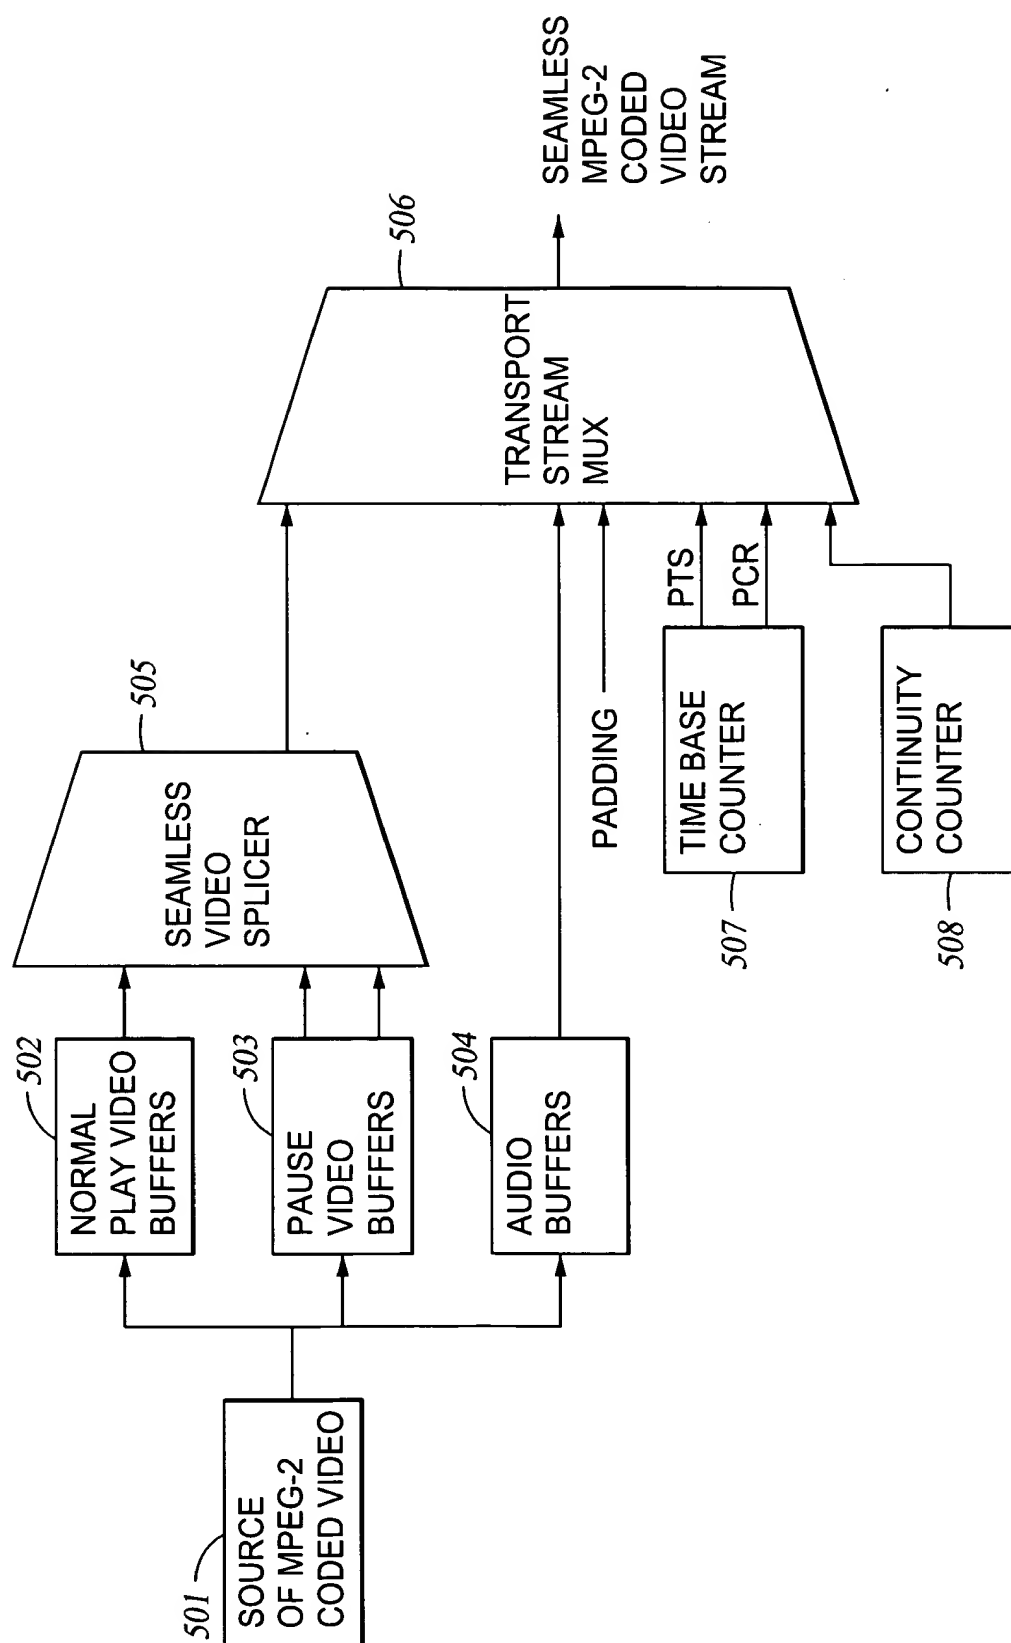 501
SOURCE
OF MPEG-2
CODED VIDEO
502
NORMAL
PLAY VIDEO
BUFFERS
503
PAUSE
VIDEO
BUFFERS
504
AUDIO
BUFFERS
505
SEAMLESS
VIDEO
SPLICER
PADDING
507
TIME BASE
COUNTER
PTS
PCR
508
CONTINUITY
COUNTER
506
TRANSPORT
STREAM
MUX
SEAMLESS
MPEG-2
CODED
VIDEO
STREAM